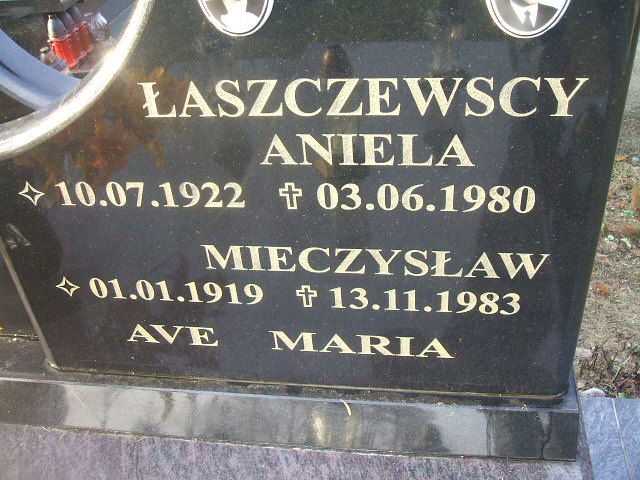 ŁASZCZEWSCY
ANIELA
✧ 10.07.1922 ✝ 03.06.1980
MIECZYSŁAW
✧ 01.01.1919 ✝ 13.11.1983
AVE MARIA